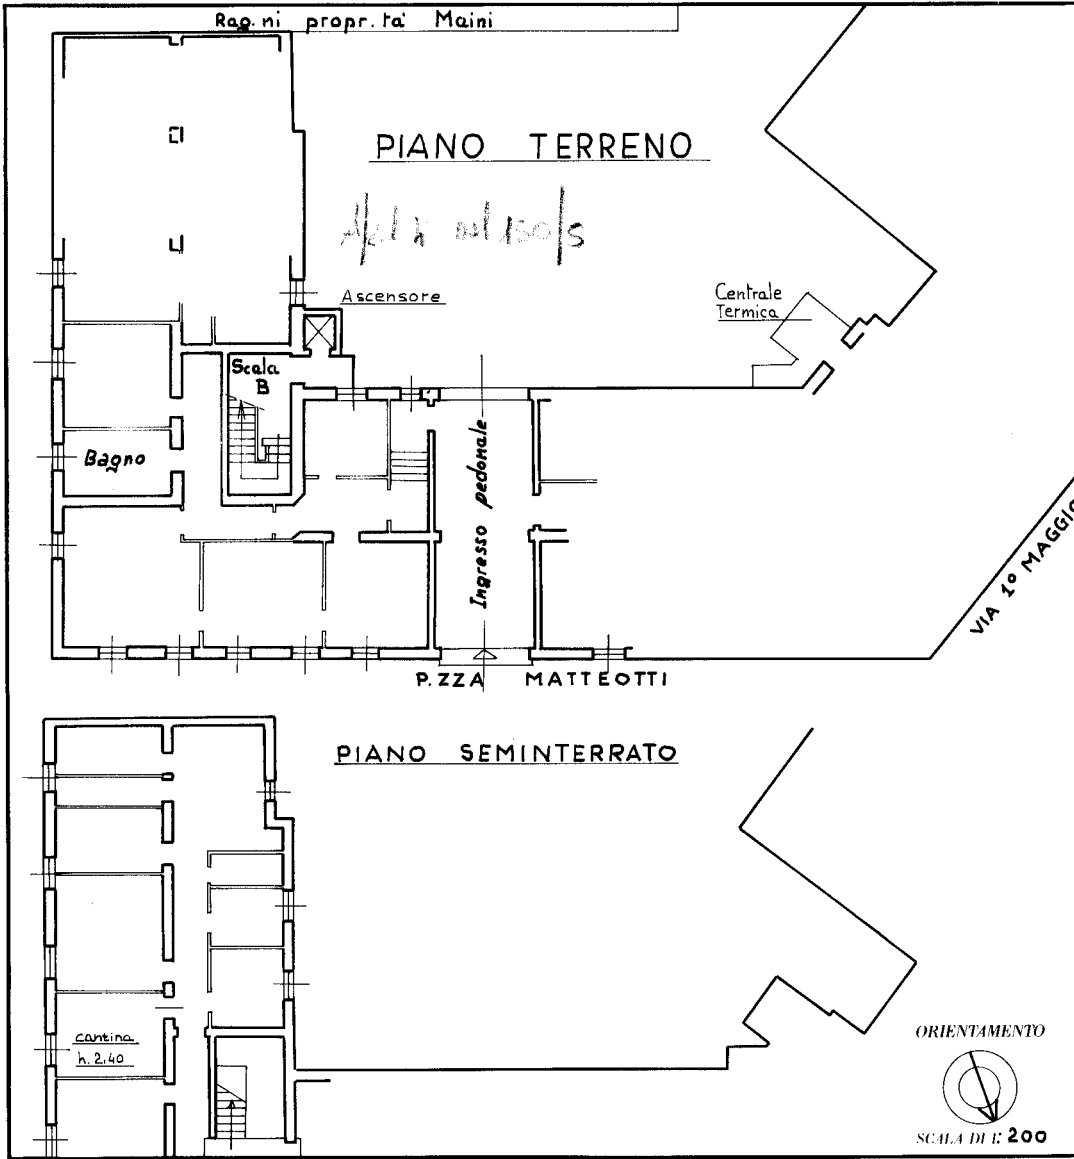 Rag.ni propr.tà Maini
PIANO TERRENO
Ascensore
Centrale
Termica
Scala
B
Bagno
Ingresso pedonale
VIA 1º MAGGIO
P.ZZA MATTEOTTI
PIANO SEMINTERRATO
cantina
h. 2,40
ORIENTAMENTO
SCALA DI 1: 200